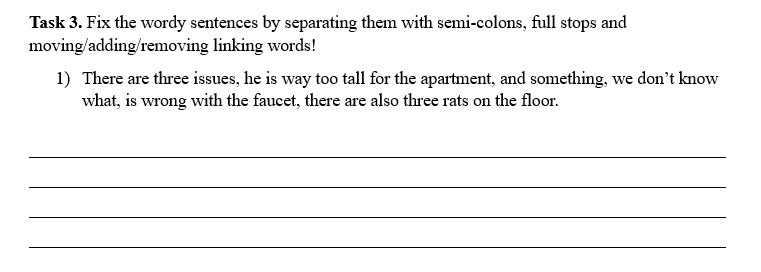 Task 3. Fix the wordy sentences by separating them with semi-colons, full stops and
moving/adding/removing linking words!
1) There are three issues, he is way too tall for the apartment, and something, we don’t know
what, is wrong with the faucet, there are also three rats on the floor.